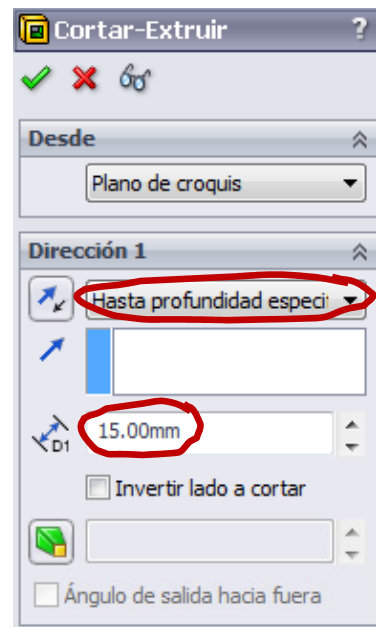 Cortar-Extruir ?
Desde
Plano de croquis
Dirección 1
Hasta profundidad especi
D1 15.00mm
Invertir lado a cortar
Ángulo de salida hacia fuera